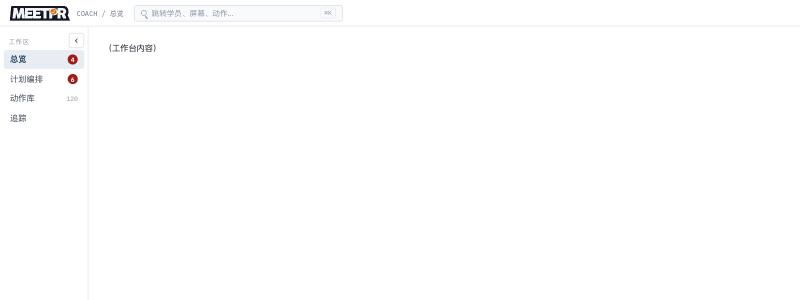 MEETPR
COACH / 总览
跳转学员、屏幕、动作... ⌘K
工作区
总览 4
计划编排 6
动作库 120
追踪
(工作台内容)